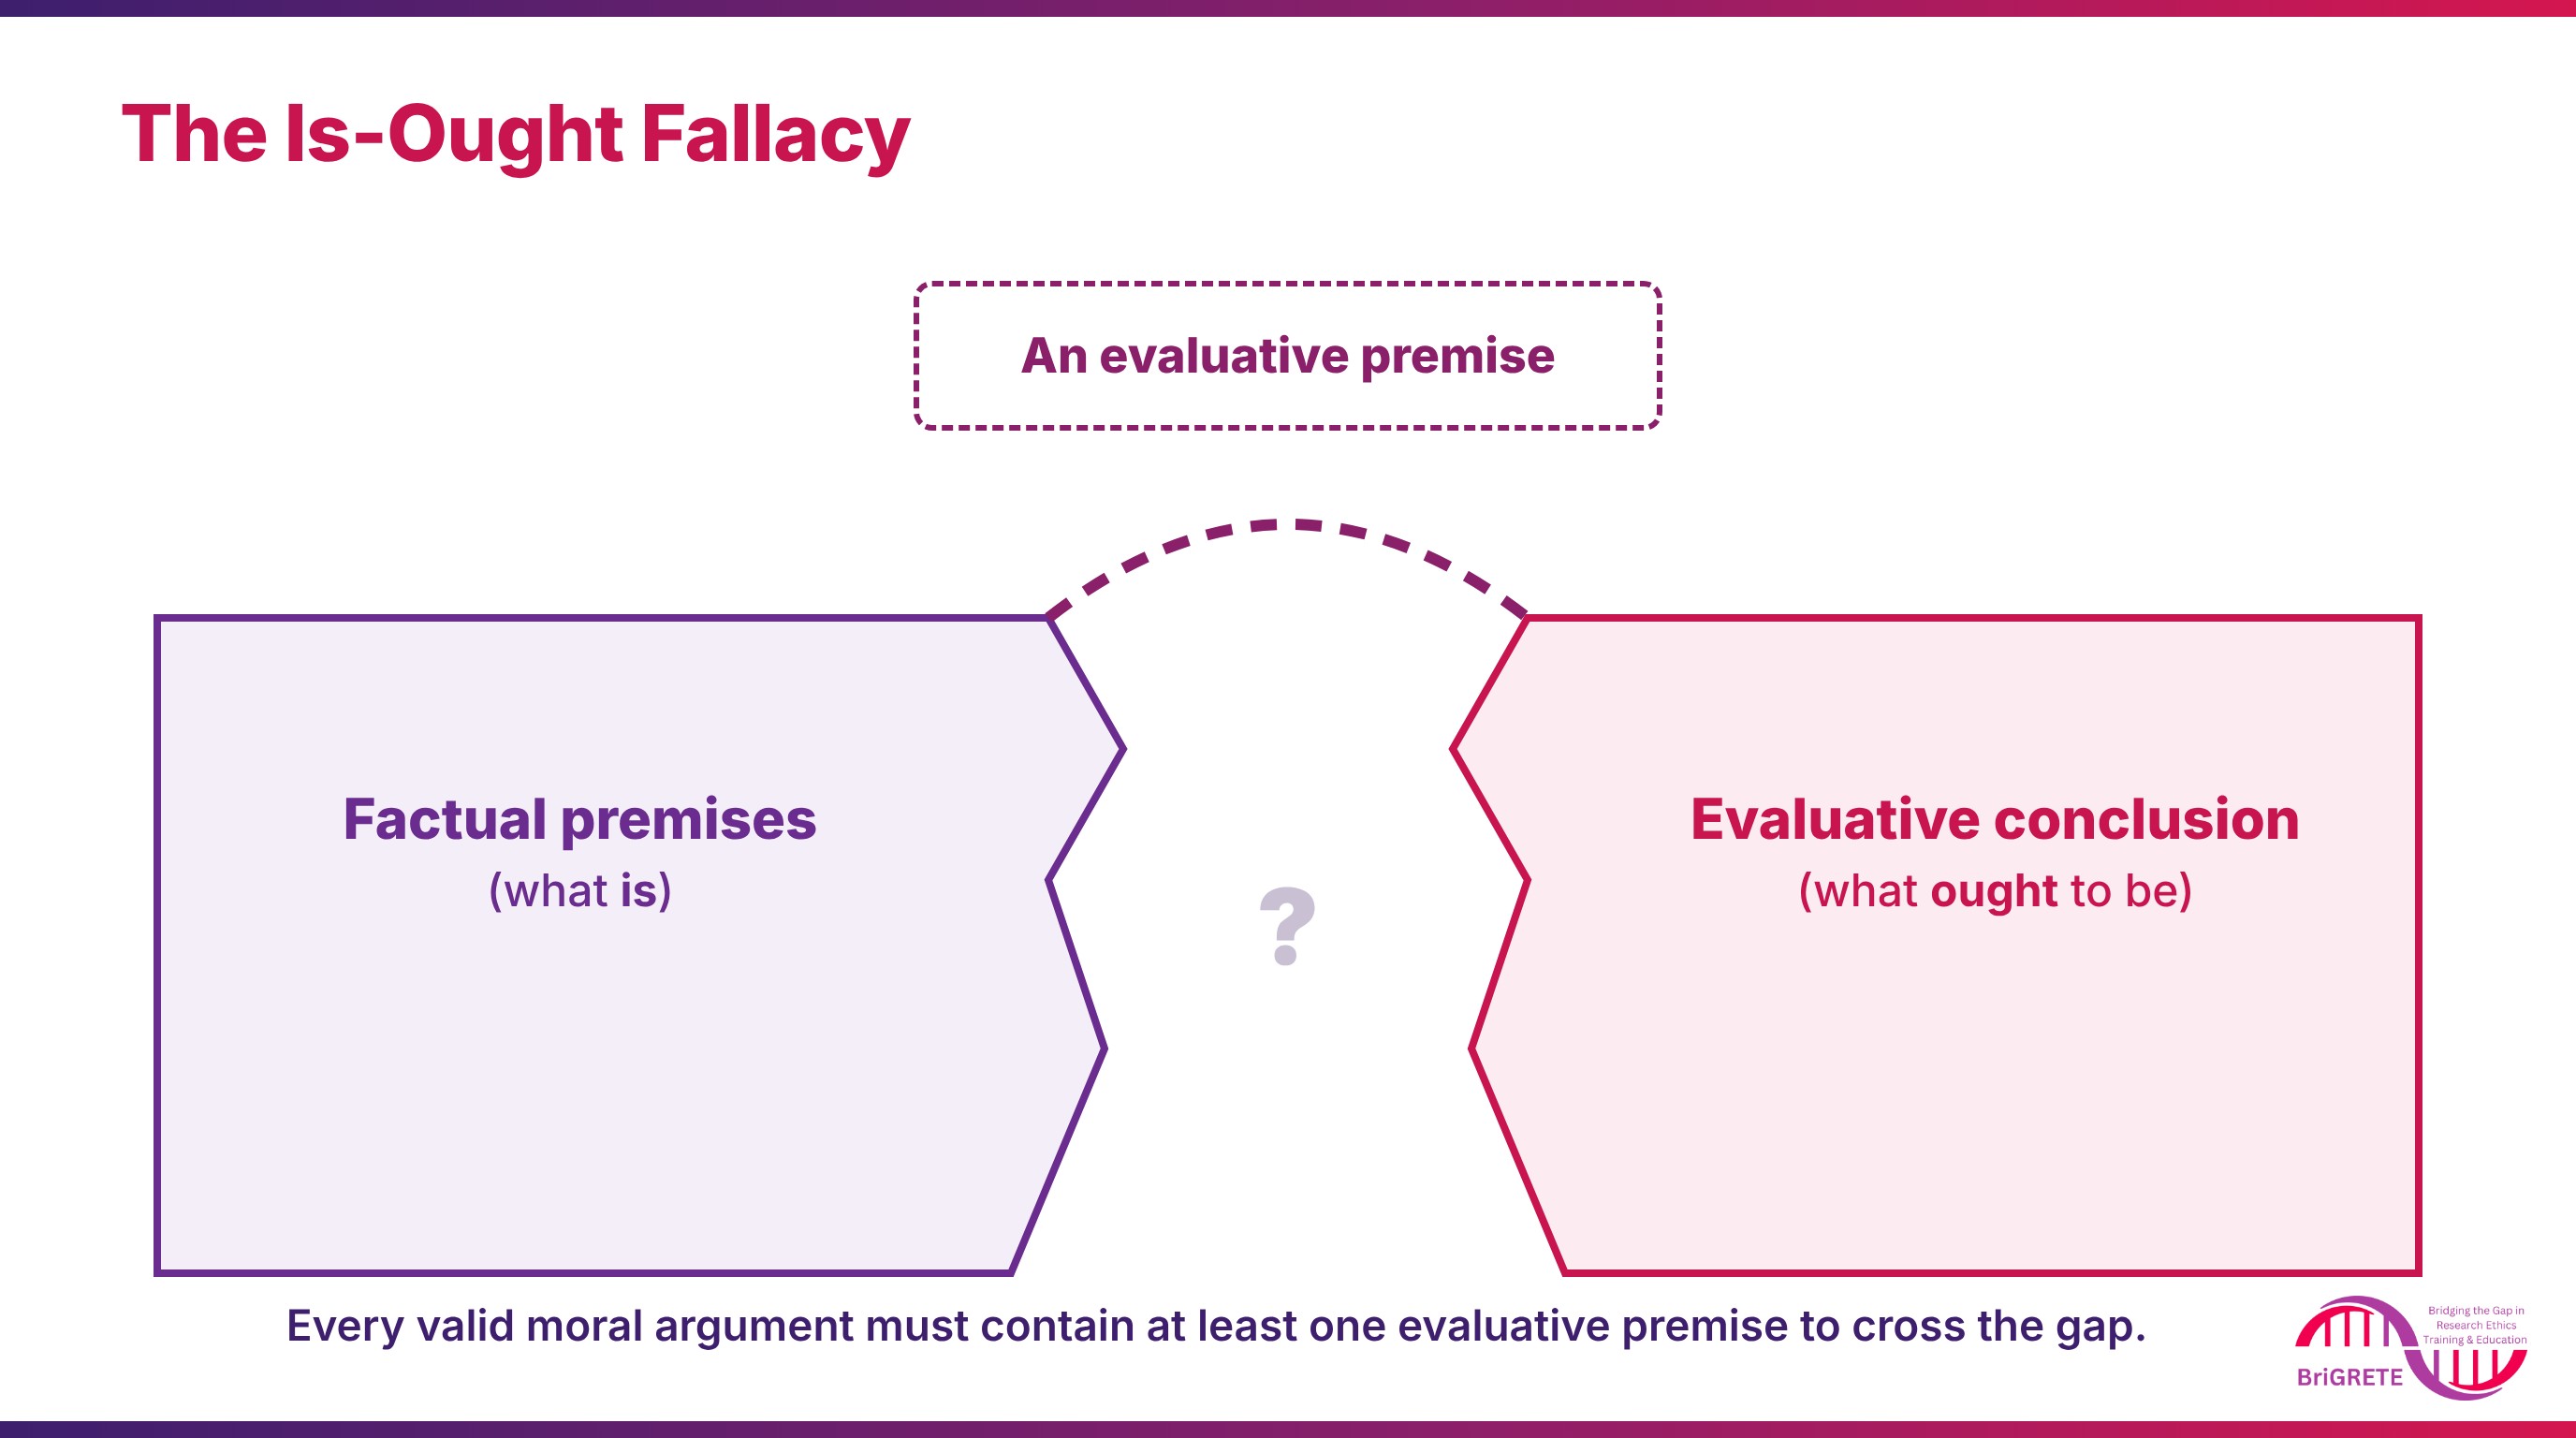 The Is-Ought Fallacy
An evaluative premise
Factual premises
(what is)
?
Evaluative conclusion
(what ought to be)
Every valid moral argument must contain at least one evaluative premise to cross the gap.
Bridging the Gap in
Research Ethics
Training & Education
BriGRETE